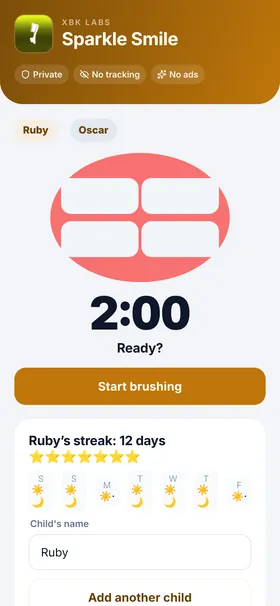 XBK LABS
Sparkle Smile
Private
No tracking
No ads
Ruby
Oscar
2:00
Ready?
Start brushing
Ruby’s streak: 12 days
S S M T W T F
Child's name
Ruby
Add another child